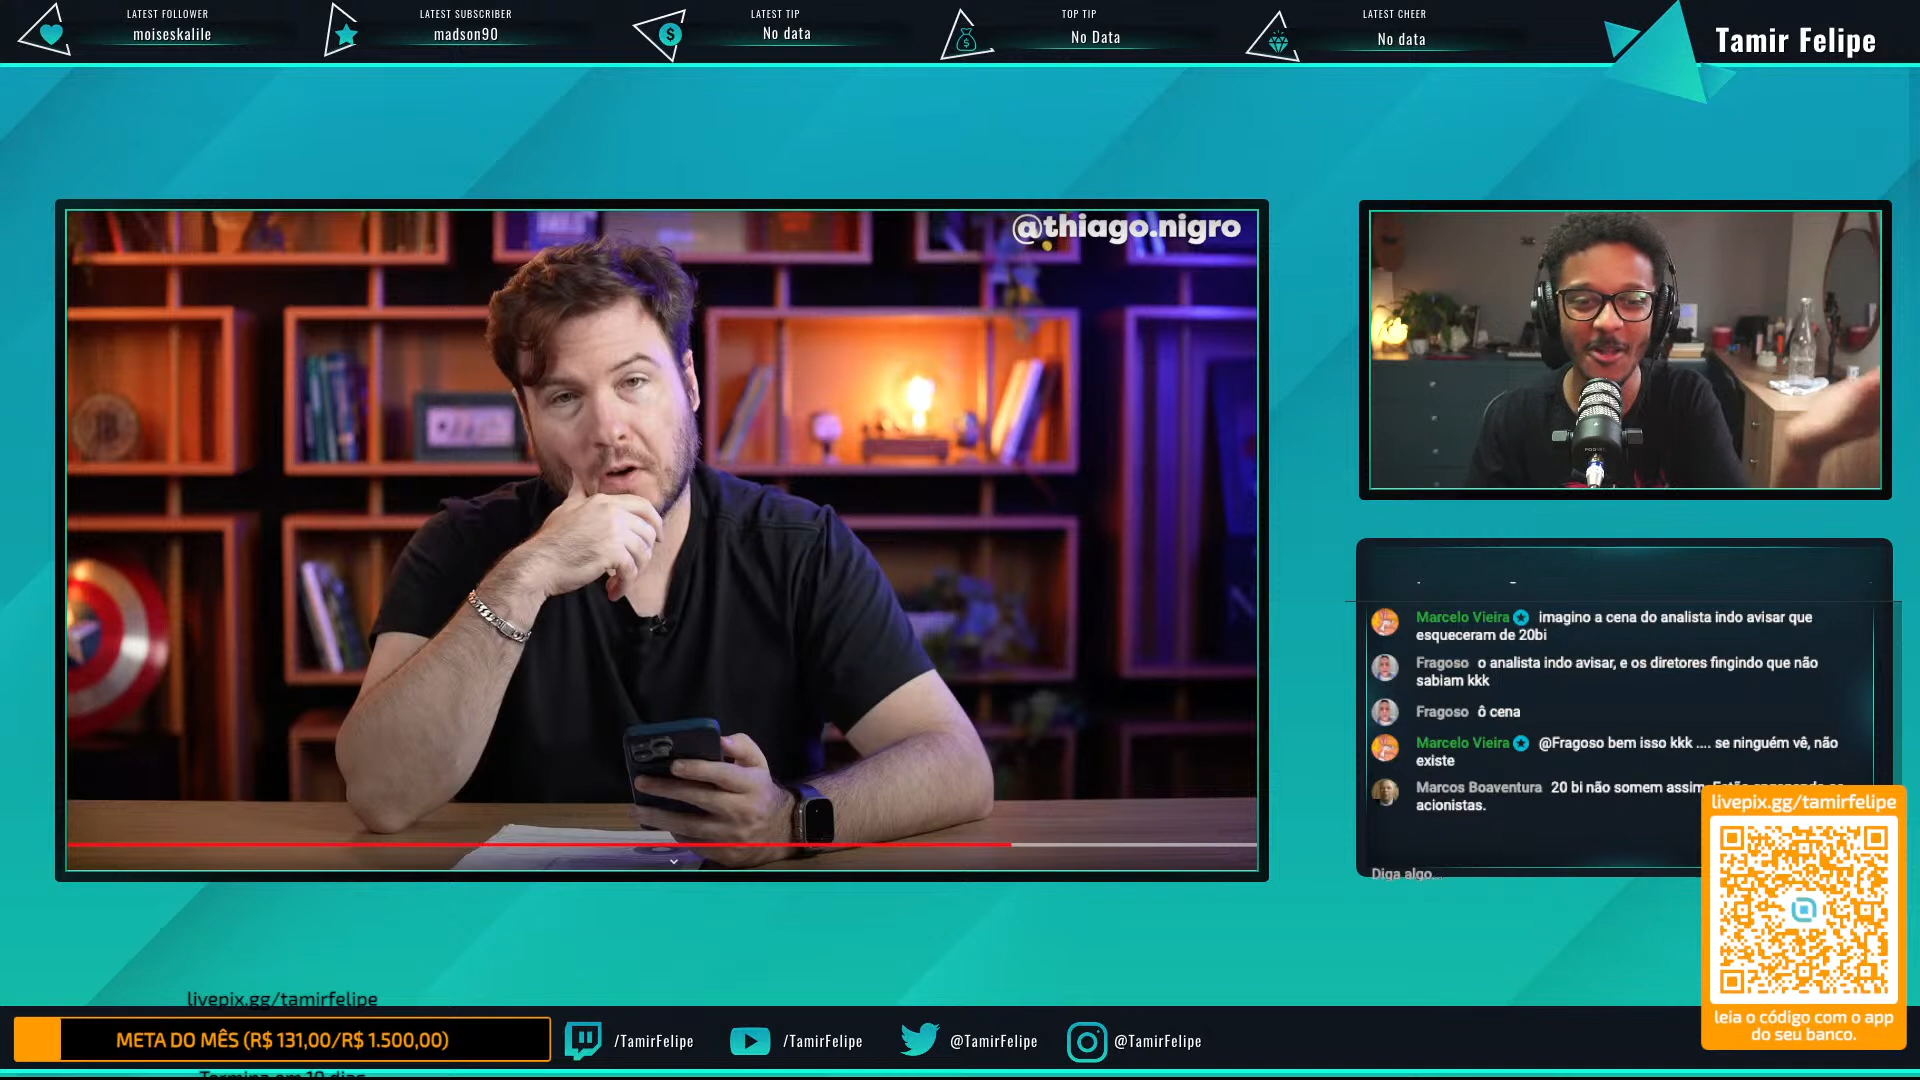 LATEST FOLLOWER
moiseskalile
LATEST SUBSCRIBER
madson90
LATEST TIP
No data
TOP TIP
No Data
LATEST CHEER
No data
Tamir Felipe
@thiago.nigro
Marcelo Vieira imagino a cena do analista indo avisar que
esqueceram de 20bi
Fragoso o analista indo avisar, e os diretores fingindo que não
sabiam kkk
Fragoso ô cena
Marcelo Vieira @Fragoso bem isso kkk .... se ninguém vê, não
existe
Marcos Boaventura 20 bi não somem assim.
acionistas.
Diga algo...
livepix.gg/tamirfelipe
leia o código com o app
do seu banco.
livepix.gg/tamirfelipe
META DO MÊS (R$ 131,00/R$ 1.500,00)
Termina em 10 dias
/TamirFelipe
/TamirFelipe
@TamirFelipe
@TamirFelipe